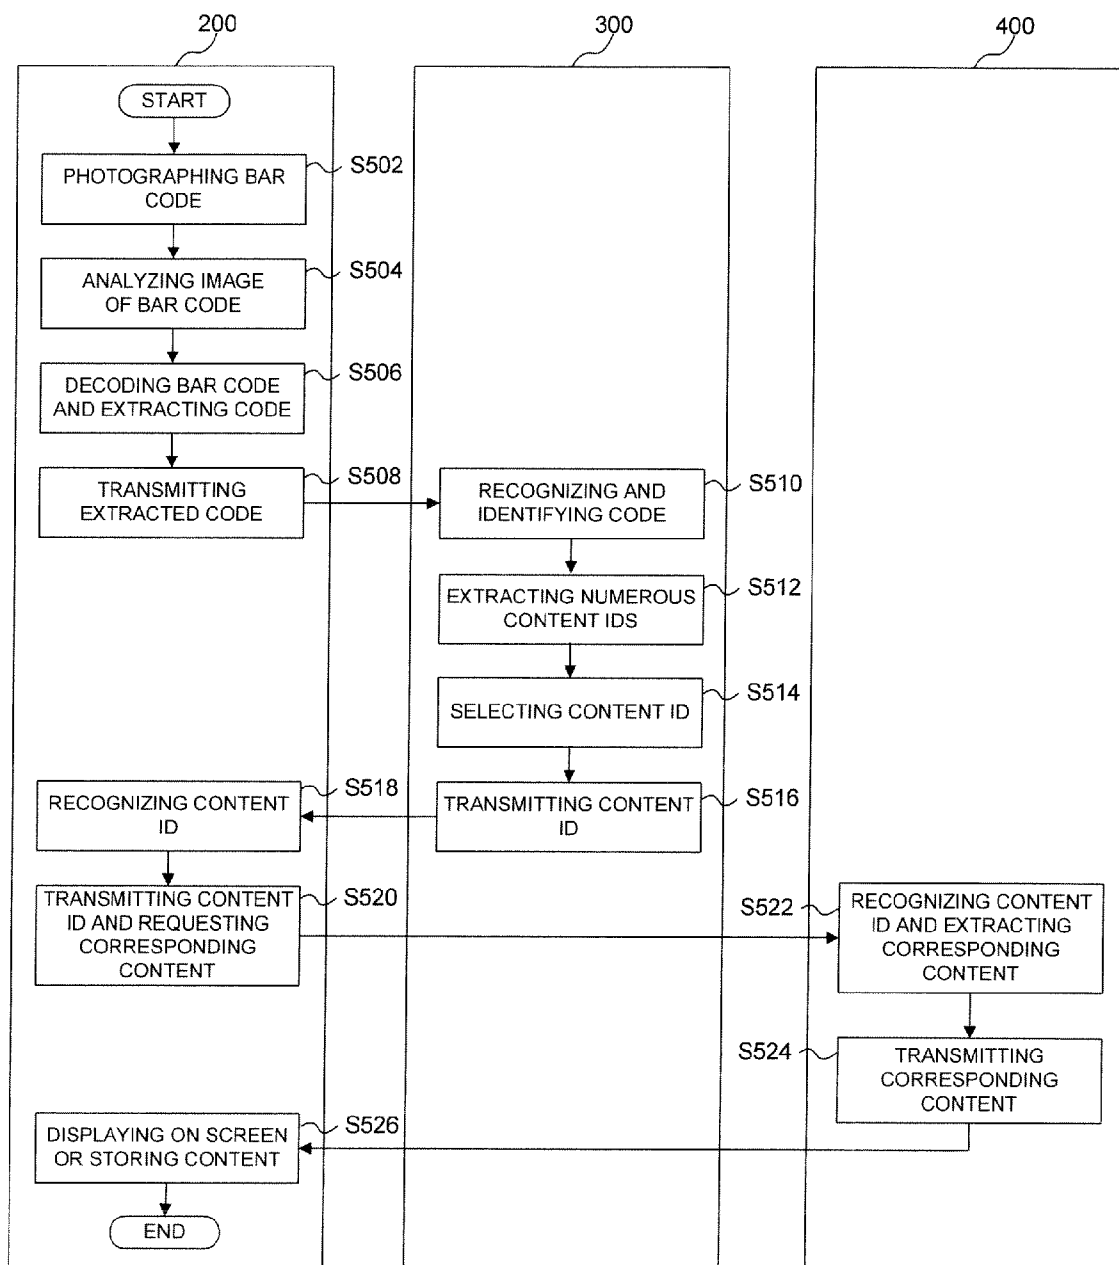 200
300
400
START
PHOTOGRAPHING BAR
CODE
S502
ANALYZING IMAGE
OF BAR CODE
S504
DECODING BAR CODE
AND EXTRACTING CODE
S506
TRANSMITTING
EXTRACTED CODE
S508
RECOGNIZING AND
IDENTIFYING CODE
S510
EXTRACTING NUMEROUS
CONTENT IDS
S512
SELECTING CONTENT ID
S514
TRANSMITTING CONTENT
ID
S516
RECOGNIZING CONTENT
ID
S518
TRANSMITTING CONTENT
ID AND REQUESTING
CORRESPONDING
CONTENT
S520
S522
RECOGNIZING CONTENT
ID AND EXTRACTING
CORRESPONDING
CONTENT
S524
TRANSMITTING
CORRESPONDING
CONTENT
DISPLAYING ON SCREEN
OR STORING CONTENT
S526
END